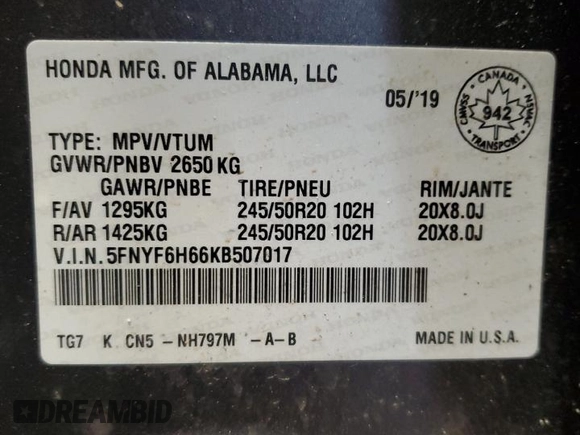 HONDA MFG. OF ALABAMA, LLC
05/'19
CANADA
CMVSS
NSVAC
942
TRANSPORT
TYPE: MPV/VTUM
GVWR/PNBV 2650 KG
GAWR/PNBE TIRE/PNEU RIM/JANTE
F/AV 1295KG 245/50R20 102H 20X8.0J
R/AR 1425KG 245/50R20 102H 20X8.0J
V.I.N. 5FNYF6H66KB507017
TG7 K CN5 - NH797M - A - B MADE IN U.S.A.
DREAMBID